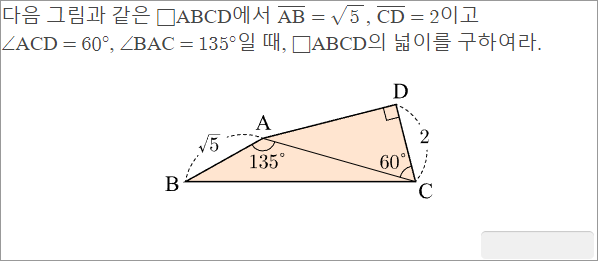 다음 그림과 같은 □ABCD에서 AB = √5, CD = 2이고
∠ACD = 60°, ∠BAC = 135°일 때, □ABCD의 넓이를 구하여라.
D
A
√5
2
135°
60°
B
C